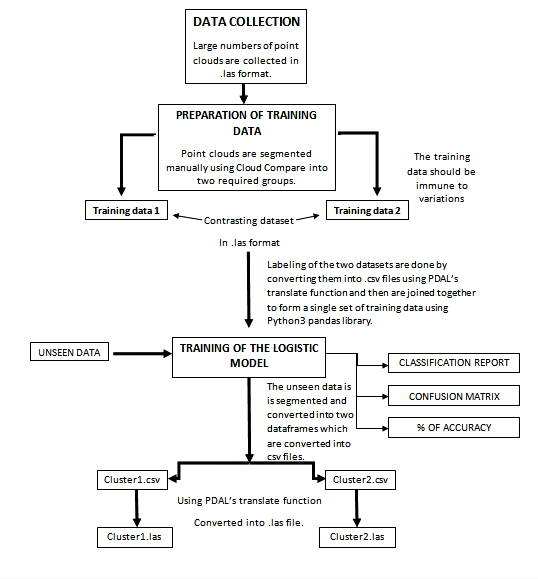 DATA COLLECTION
Large numbers of point
clouds are collected in
.las format.
PREPARATION OF TRAINING
DATA
Point clouds are segmented
manually using Cloud Compare into
two required groups.
The training
data should be
immune to
variations
Training data 1
Contrasting dataset
Training data 2
In .las format
Labeling of the two datasets are done by
converting them into .csv files using PDAL's
translate function and then are joined together
to form a single set of training data using
Python3 pandas library.
UNSEEN DATA
TRAINING OF THE LOGISTIC
MODEL
CLASSIFICATION REPORT
CONFUSION MATRIX
% OF ACCURACY
The unseen data is
is segmented and
converted into two
dataframes which
are converted into
csv files.
Cluster1.csv
Cluster2.csv
Using PDAL's translate function
Converted into .las file.
Cluster1.las
Cluster2.las